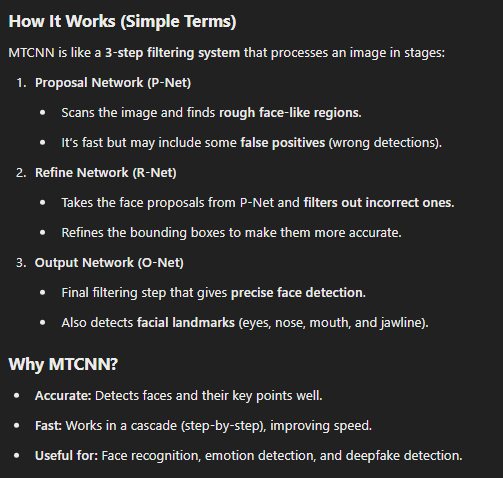 How It Works (Simple Terms)
MTCNN is like a 3-step filtering system that processes an image in stages:
1. Proposal Network (P-Net)
• Scans the image and finds rough face-like regions.
• It's fast but may include some false positives (wrong detections).
2. Refine Network (R-Net)
• Takes the face proposals from P-Net and filters out incorrect ones.
• Refines the bounding boxes to make them more accurate.
3. Output Network (O-Net)
• Final filtering step that gives precise face detection.
• Also detects facial landmarks (eyes, nose, mouth, and jawline).
Why MTCNN?
• Accurate: Detects faces and their key points well.
• Fast: Works in a cascade (step-by-step), improving speed.
• Useful for: Face recognition, emotion detection, and deepfake detection.